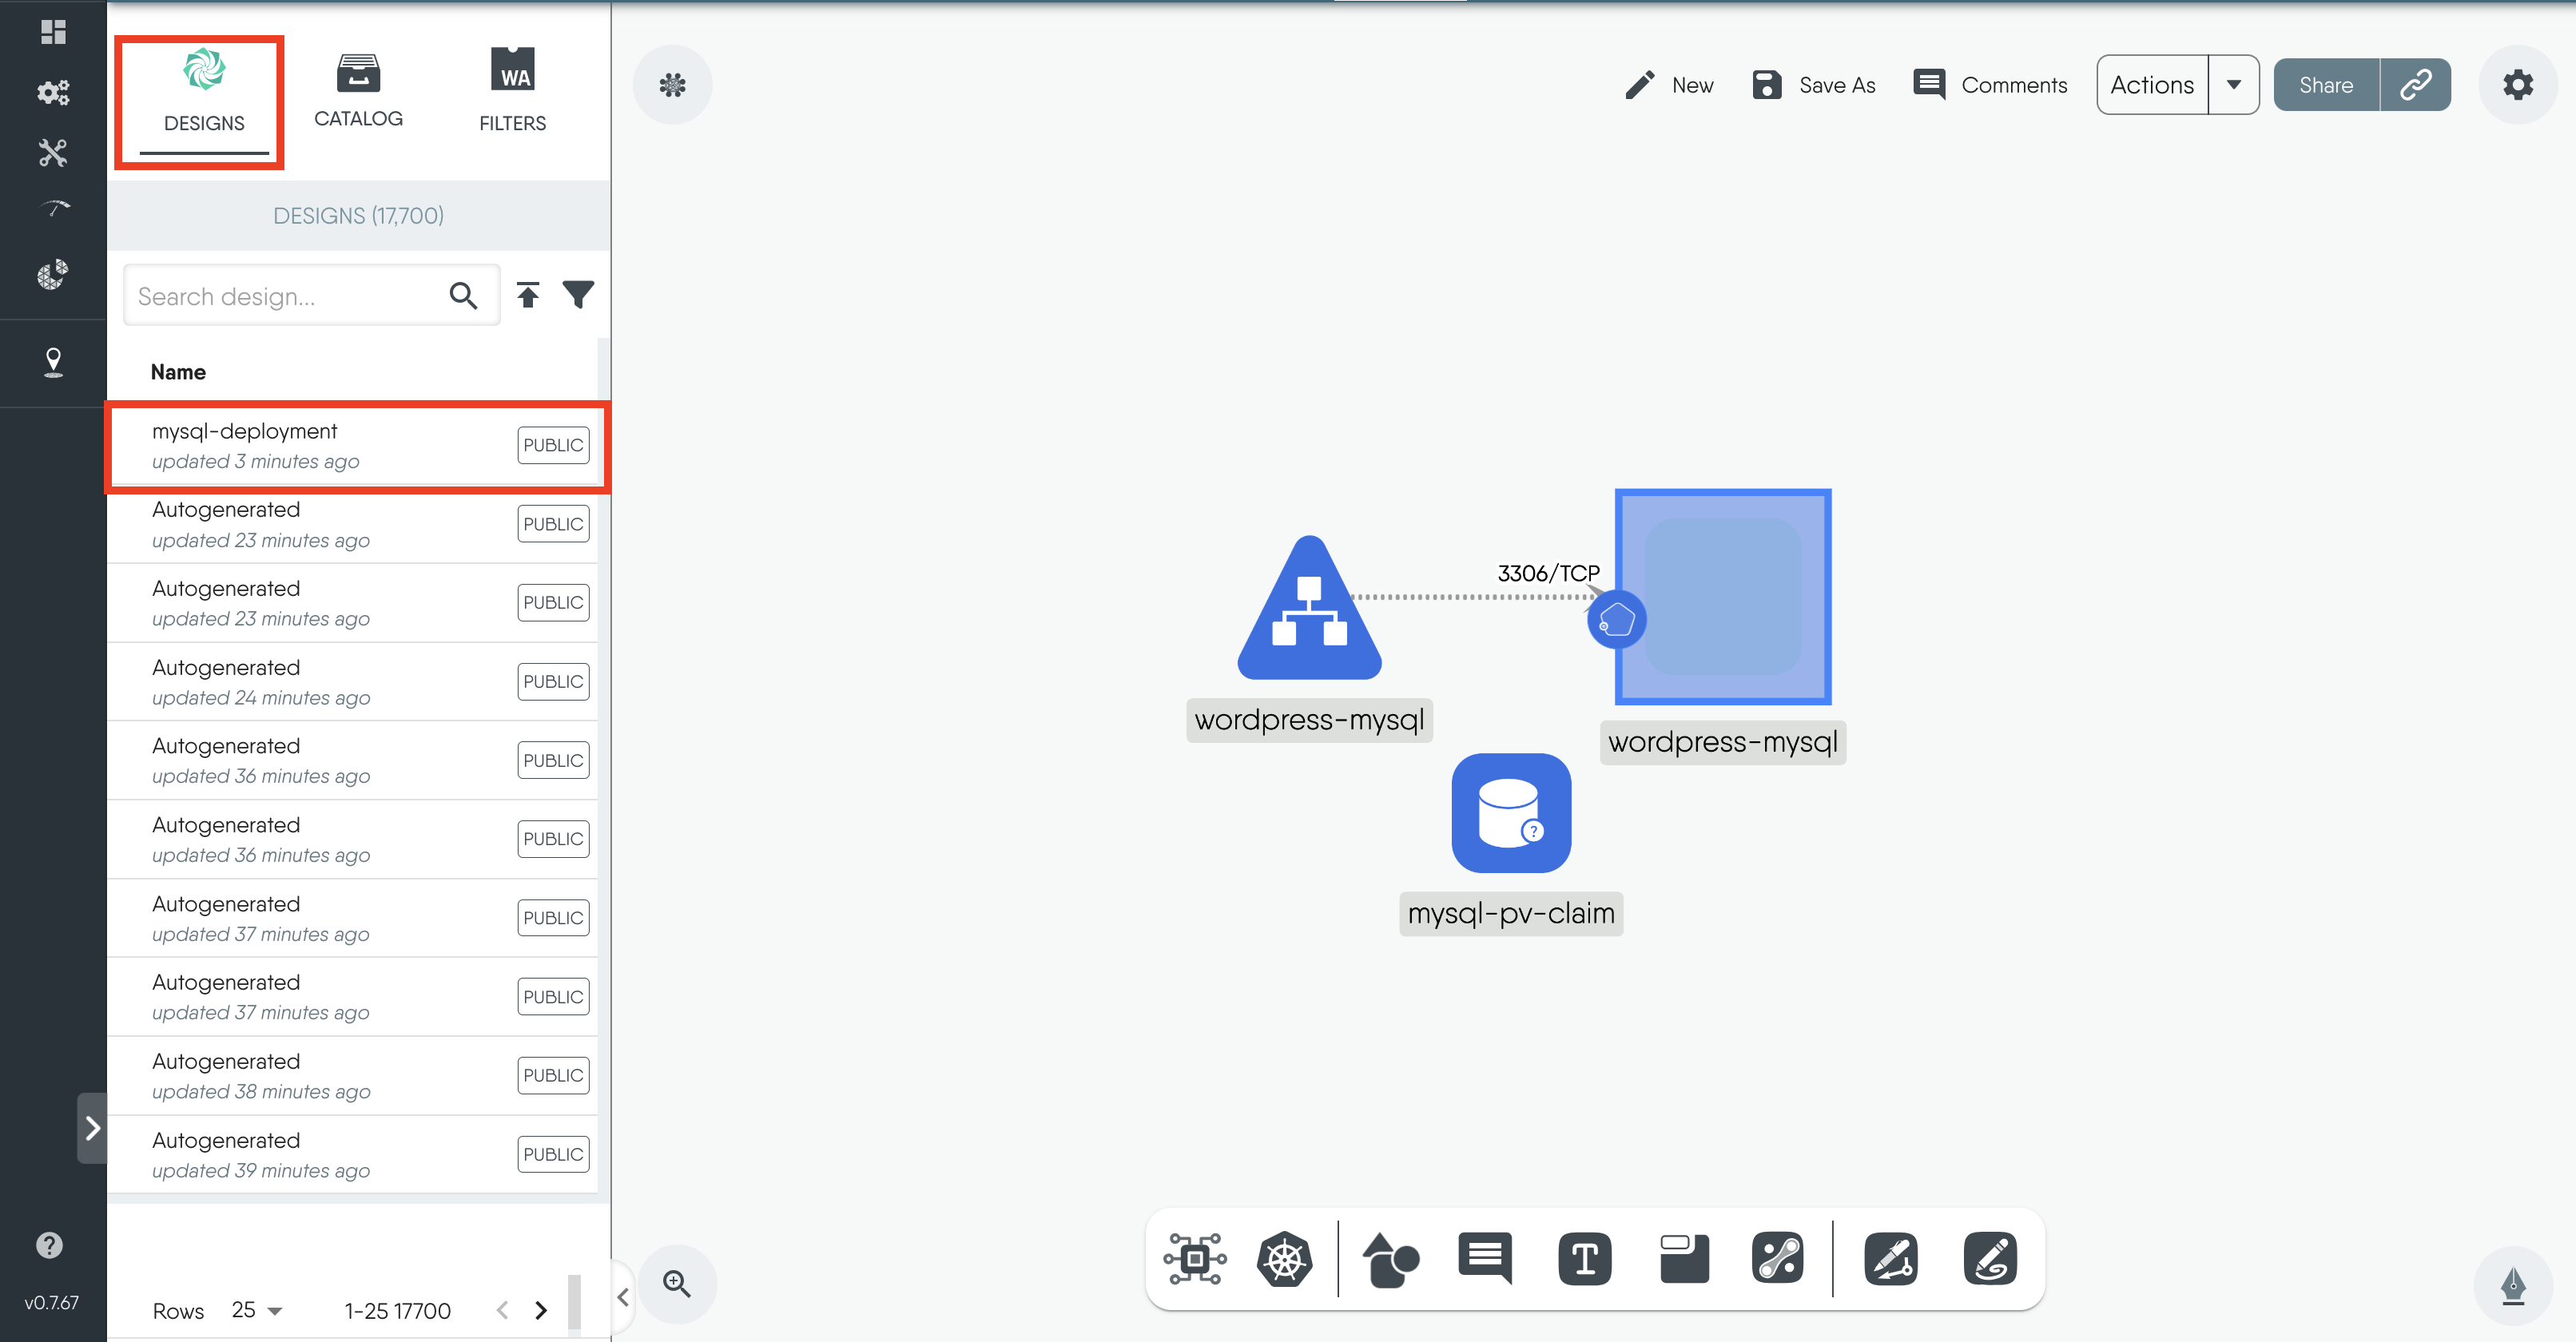 DESIGNS
CATALOG
WA
FILTERS
New
Save As
Comments
Actions
Share
DESIGNS (17,700)
Search design...
Name
mysql-deployment
updated 3 minutes ago
PUBLIC
Autogenerated
updated 23 minutes ago
PUBLIC
Autogenerated
updated 23 minutes ago
PUBLIC
Autogenerated
updated 24 minutes ago
PUBLIC
Autogenerated
updated 36 minutes ago
PUBLIC
Autogenerated
updated 36 minutes ago
PUBLIC
Autogenerated
updated 37 minutes ago
PUBLIC
Autogenerated
updated 37 minutes ago
PUBLIC
Autogenerated
updated 38 minutes ago
PUBLIC
Autogenerated
updated 39 minutes ago
PUBLIC
Rows 25 1-25 17700
v0.7.67
3306/TCP
wordpress-mysql
wordpress-mysql
?
mysql-pv-claim
T
?